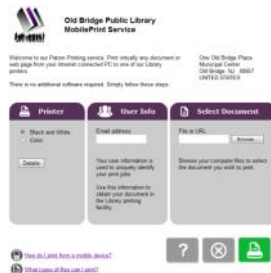 Old Bridge Public Library
MobilePrint Service
Welcome to our Patron Printing service. Print virtually any document or
web page from your Internet connected PC to one of our Library
printers.
There is no additional software required. Simply follow three steps.
One Old Bridge Plaza
Municipal Center
Old Bridge, NJ 08857
UNITED STATES
Printer
Black and White
Color
Details
User Info
Email address:
Your user information is
used to uniquely identify
your print jobs.
Use this information to
obtain your document in
the Library printing
facility.
Select Document
File or URL:
Browse...
Browse your computer files to select
the document you wish to print.
How do I print from a mobile device?
What types of files can I print?
?